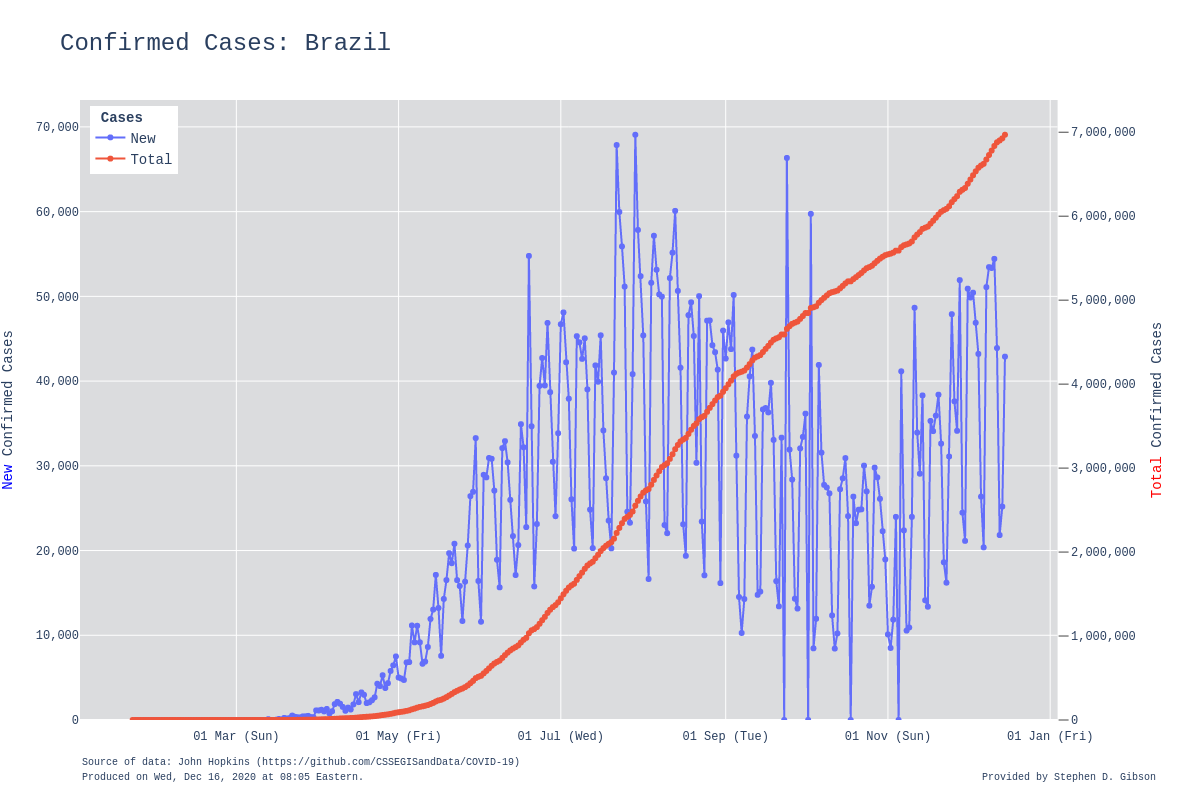 Confirmed Cases: Brazil
Cases
New
Total
70,000
60,000
50,000
40,000
30,000
20,000
10,000
0
New Confirmed Cases
7,000,000
6,000,000
5,000,000
4,000,000
3,000,000
2,000,000
1,000,000
0
Total Confirmed Cases
01 Mar (Sun) 01 May (Fri) 01 Jul (Wed) 01 Sep (Tue) 01 Nov (Sun) 01 Jan (Fri)
Source of data: John Hopkins (https://github.com/CSSEGISandData/COVID-19)
Produced on Wed, Dec 16, 2020 at 08:05 Eastern.
Provided by Stephen D. Gibson